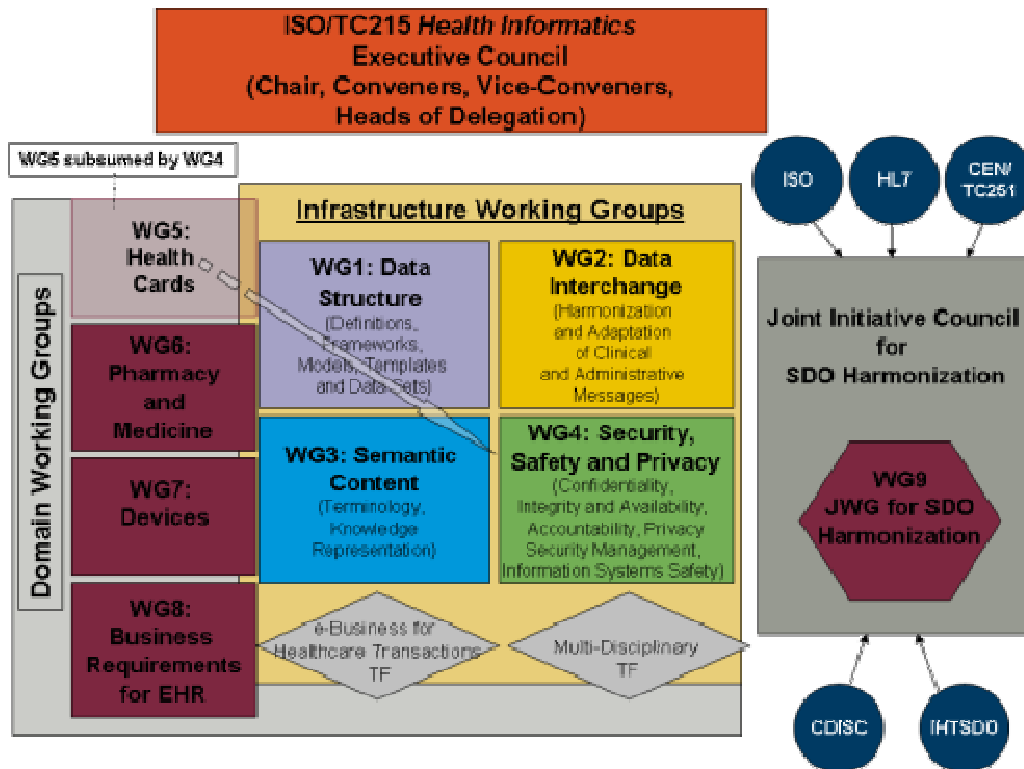 ISO/TC215 Health Informatics
Executive Council
(Chair, Conveners, Vice-Conveners,
Heads of Delegation)
WG5 subsumed by WG4
ISO
HL7
CEN/
TC251
Domain Working Groups
WG5:
Health
Cards
WG6:
Pharmacy
and
Medicine
WG7:
Devices
WG8:
Business
Requirements
for EHR
Infrastructure Working Groups
WG1: Data
Structure
(Definitions,
Frameworks,
Models, Templates
and Data Sets)
WG2: Data
Interchange
(Harmonization
and Adaptation
of Clinical
and Administrative
Messages)
WG3: Semantic
Content
(Terminology,
Knowledge
Representation)
WG4: Security,
Safety and Privacy
(Confidentiality,
Integrity and Availability,
Accountability, Privacy
Security Management,
Information Systems Safety)
e-Business for
Healthcare Transactions
TF
Multi-Disciplinary
TF
Joint Initiative Council
for
SDO Harmonization
WG9
JWG for SDO
Harmonization
CDISC
IHTSDO